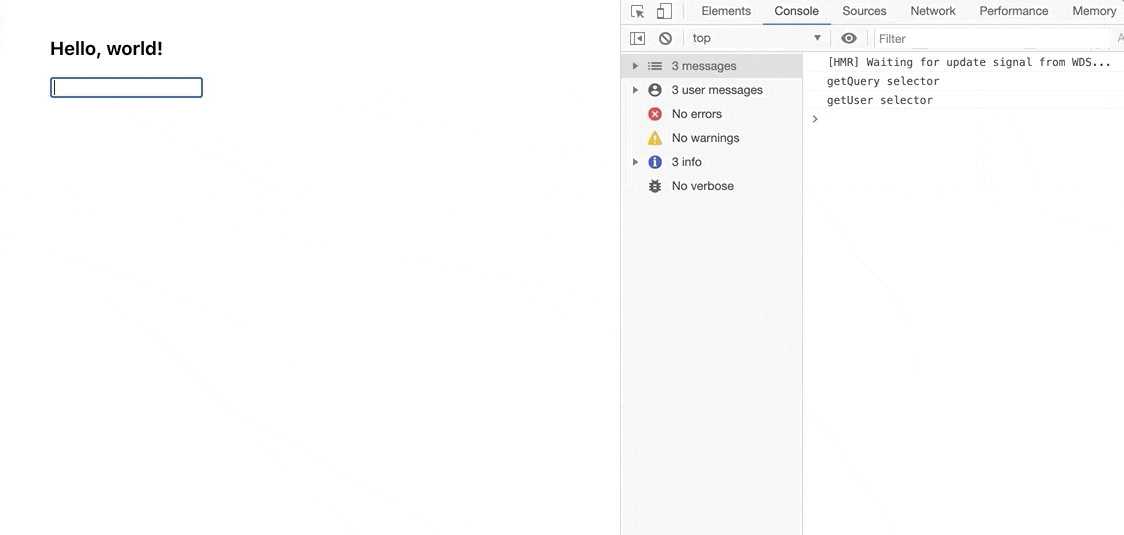 Hello, world!
Elements Console Sources Network Performance Memory
top Filter
3 messages
3 user messages
No errors
No warnings
3 info
No verbose
[HMR] Waiting for update signal from WDS...
getQuery selector
getUser selector